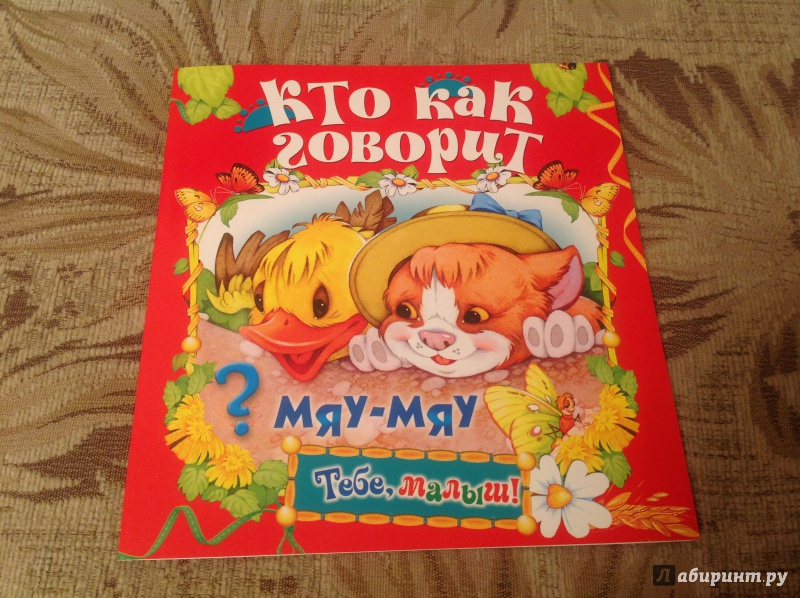 Кто как
говорит
? мяу-мяу
Тебе, малыш!
Лабиринт.ру